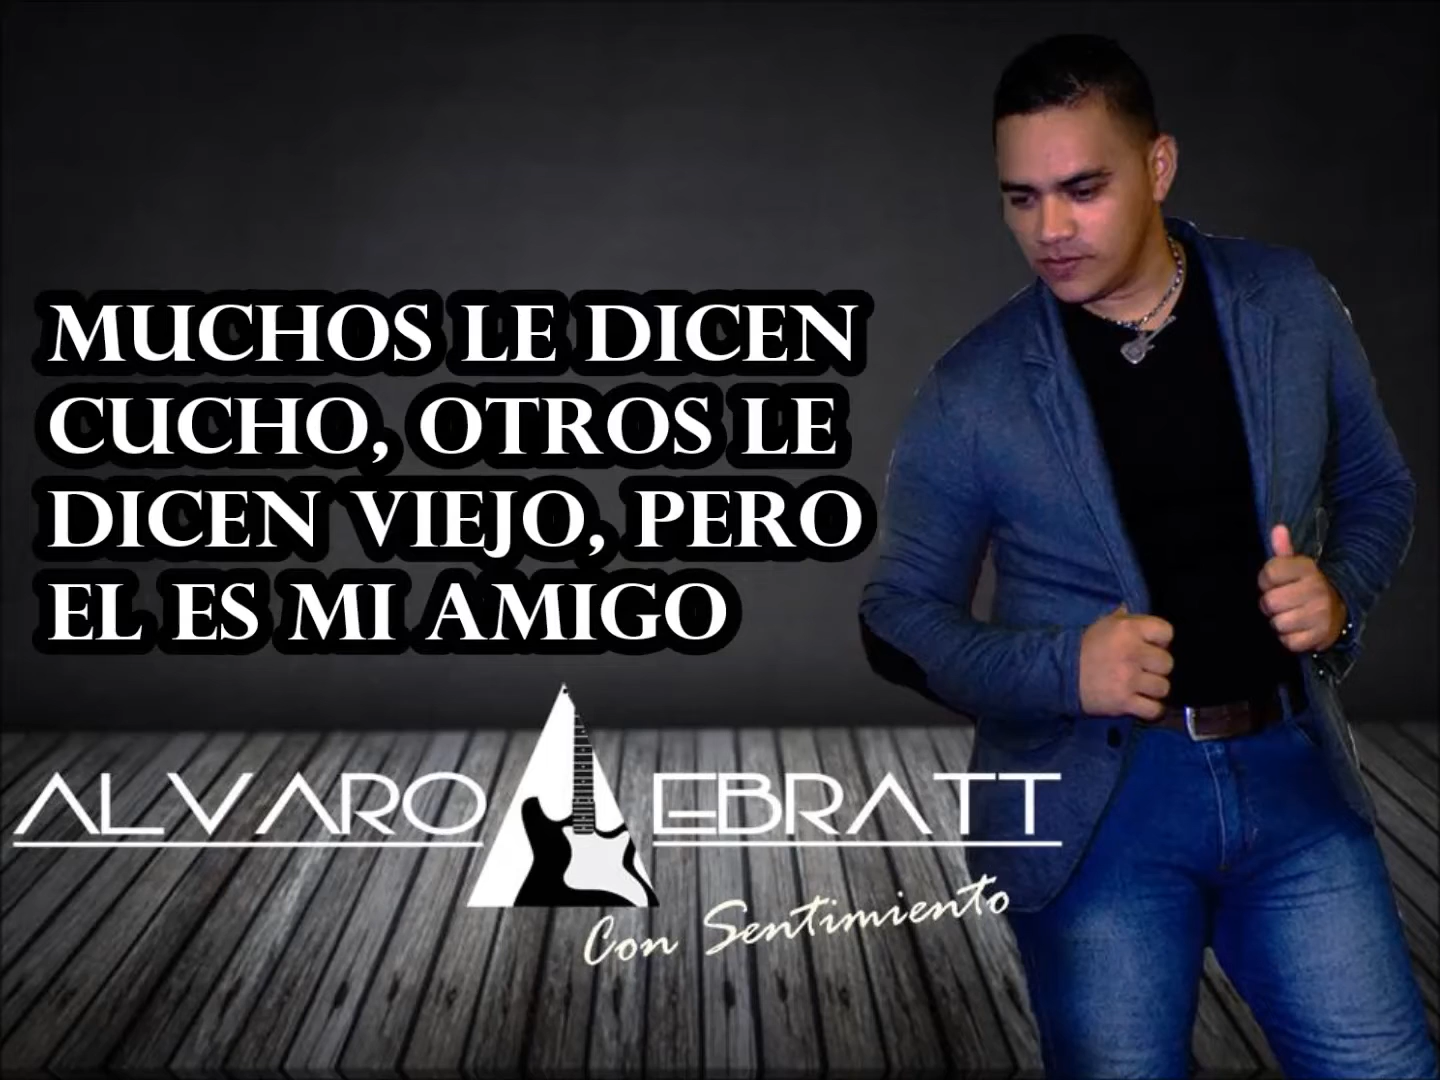 MUCHOS LE DICEN
CUCHO, OTROS LE
DICEN VIEJO, PERO
EL ES MI AMIGO
ALVARO EBRATT
Con Sentimiento